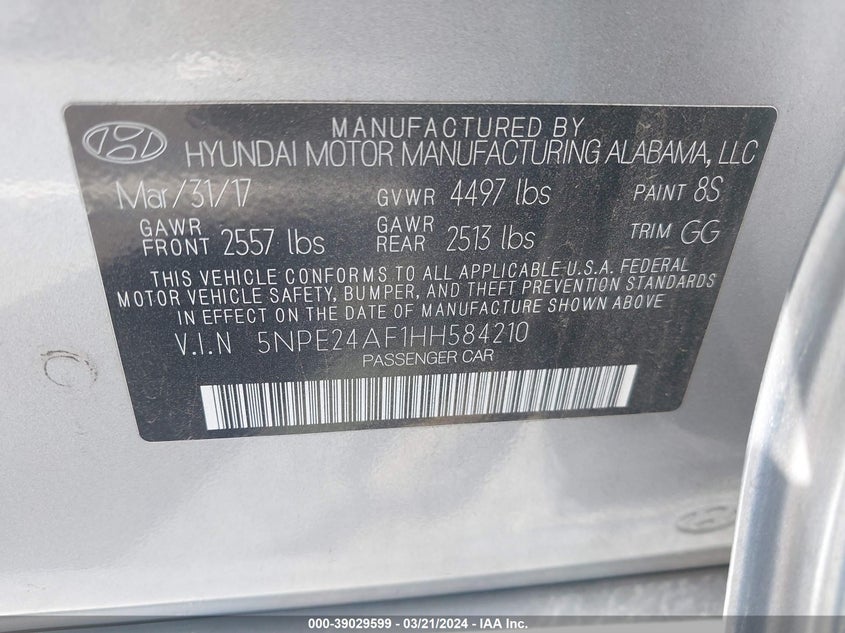 MANUFACTURED BY
HYUNDAI MOTOR MANUFACTURING ALABAMA, LLC
Mar/31/17 GVWR 4497 lbs PAINT 8S
GAWR FRONT 2557 lbs GAWR REAR 2513 lbs TRIM GG
THIS VEHICLE CONFORMS TO ALL APPLICABLE U.S.A. FEDERAL
MOTOR VEHICLE SAFETY, BUMPER, AND THEFT PREVENTION STANDARDS
IN EFFECT ON THE DATE OF MANUFACTURE SHOWN ABOVE
V.I.N 5NPE24AF1HH584210
PASSENGER CAR
000-39029599 — 03/21/2024 - IAA Inc.